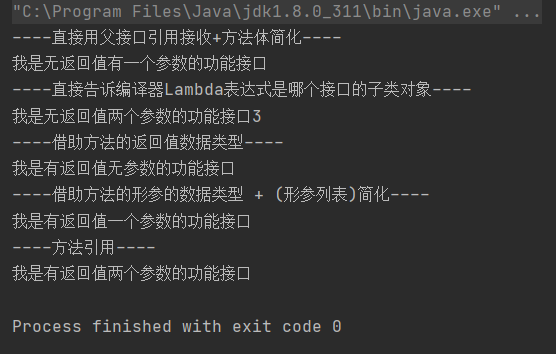 "C:\Program Files\Java\jdk1.8.0_311\bin\java.exe" ...
----直接用父接口引用接收+方法体简化----
我是无返回值有一个参数的功能接口
----直接告诉编译器Lambda表达式是哪个接口的子类对象----
我是无返回值两个参数的功能接口3
----借助方法的返回值数据类型----
我是有返回值无参数的功能接口
----借助方法的形参的数据类型 + (形参列表)简化----
我是有返回值一个参数的功能接口
----方法引用----
我是有返回值两个参数的功能接口
Process finished with exit code 0